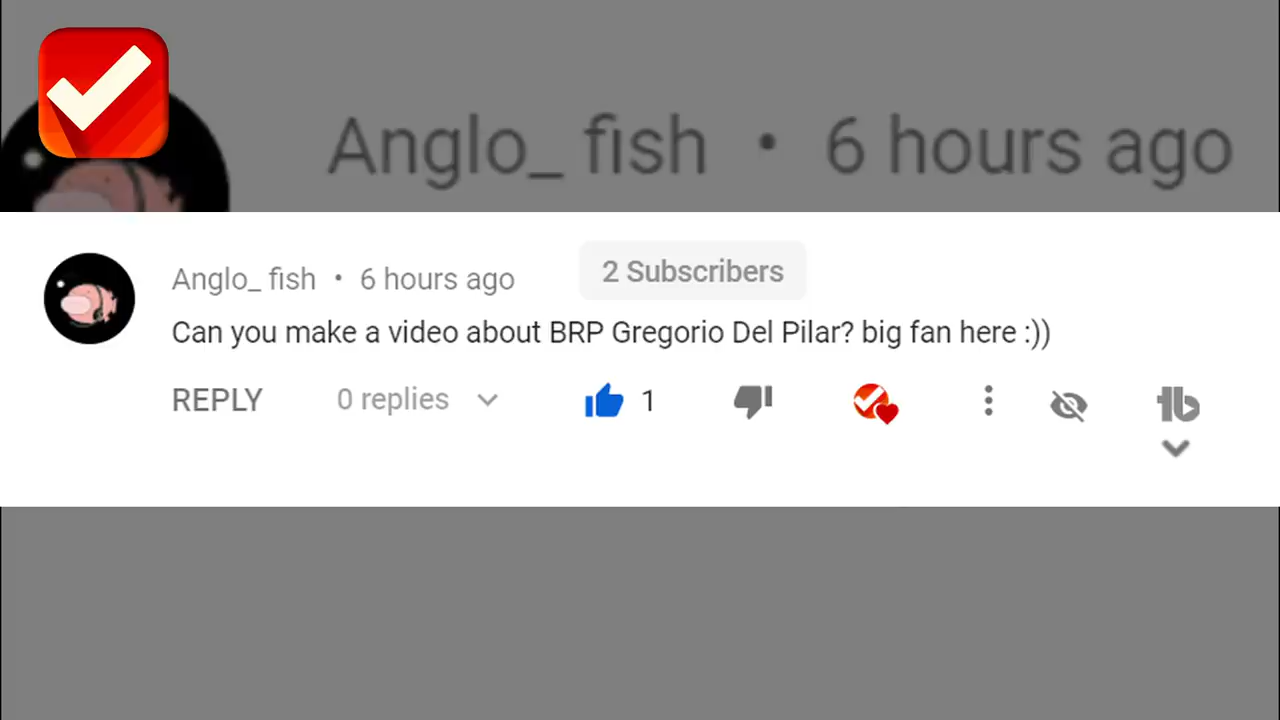 Anglo_ fish • 6 hours ago
Anglo_ fish • 6 hours ago 2 Subscribers
Can you make a video about BRP Gregorio Del Pilar? big fan here :))
REPLY 0 replies 1